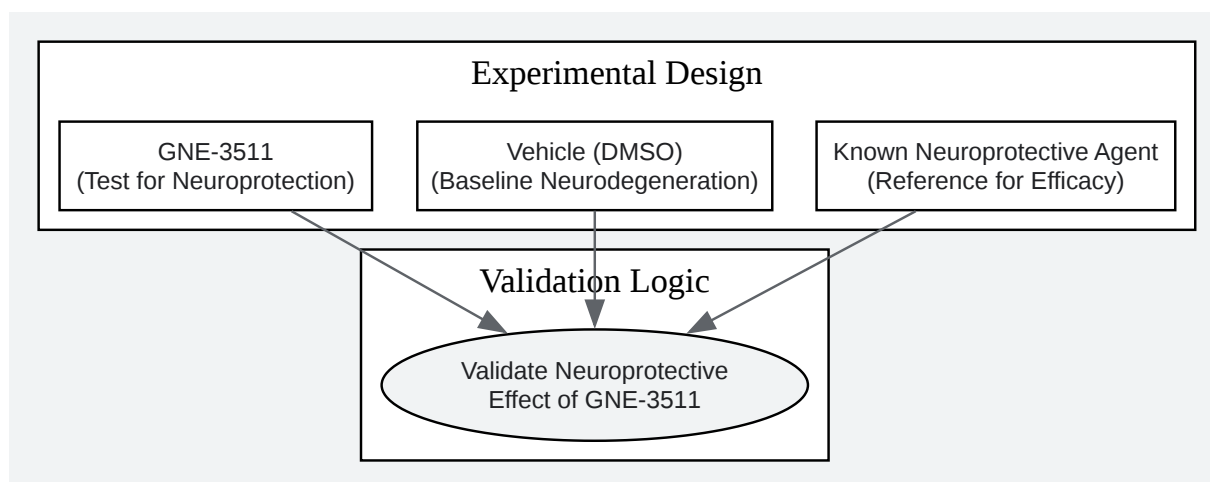 Experimental Design
GNE-3511
(Test for Neuroprotection)
Vehicle (DMSO)
(Baseline Neurodegeneration)
Known Neuroprotective Agent
(Reference for Efficacy)
Validation Logic
Validate Neuroprotective
Effect of GNE-3511